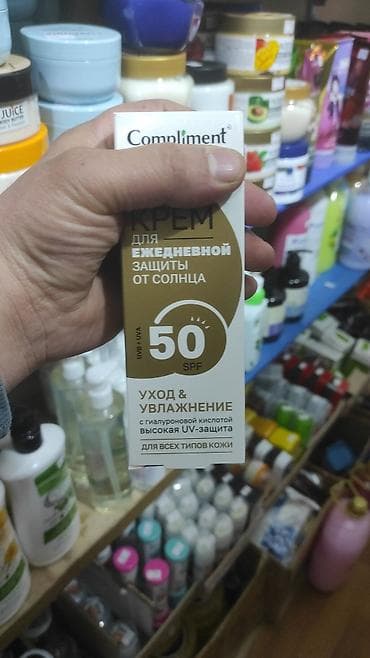 Compliment
КРЕМ
для
ЕЖЕДНЕВНОЙ
ЗАЩИТЫ
ОТ СОЛНЦА
UVB + UVA
50
SPF
УХОД &
УВЛАЖНЕНИЕ
с гиалуроновой кислотой
высокая UV-защита
ДЛЯ ВСЕХ ТИПОВ КОЖИ
JUICE